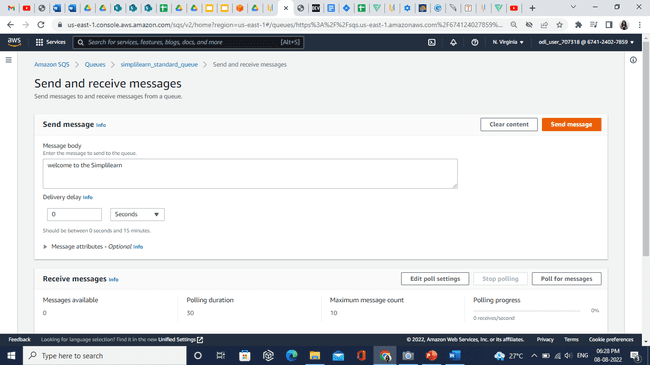 us-east-1.console.aws.amazon.com/sqs/v2/home?region=us-east-1#/queues/https%3A%2F%2Fsqs.us-east-1.amazonaws.com%2F674124027859%...
aws Services Search for services, features, blogs, docs, and more [Alt+S] N. Virginia odl_user_707318 @ 6741-2402-7859
Amazon SQS Queues simplilearn_standard_queue Send and receive messages
Send and receive messages
Send messages to and receive messages from a queue.
Send message Info Clear content Send message
Message body
Enter the message to send to the queue.
welcome to the Simplilearn
Delivery delay Info
0 Seconds
Should be between 0 seconds and 15 minutes.
Message attributes - Optional Info
Receive messages Info Edit poll settings Stop polling Poll for messages
Messages available Polling duration Maximum message count Polling progress
0 30 10 0%
0 receives/second
Feedback Looking for language selection? Find it in the new Unified Settings © 2022, Amazon Web Services, Inc. or its affiliates. Privacy Terms Cookie preferences
Type here to search 27°C ENG 06:28 PM
08-08-2022